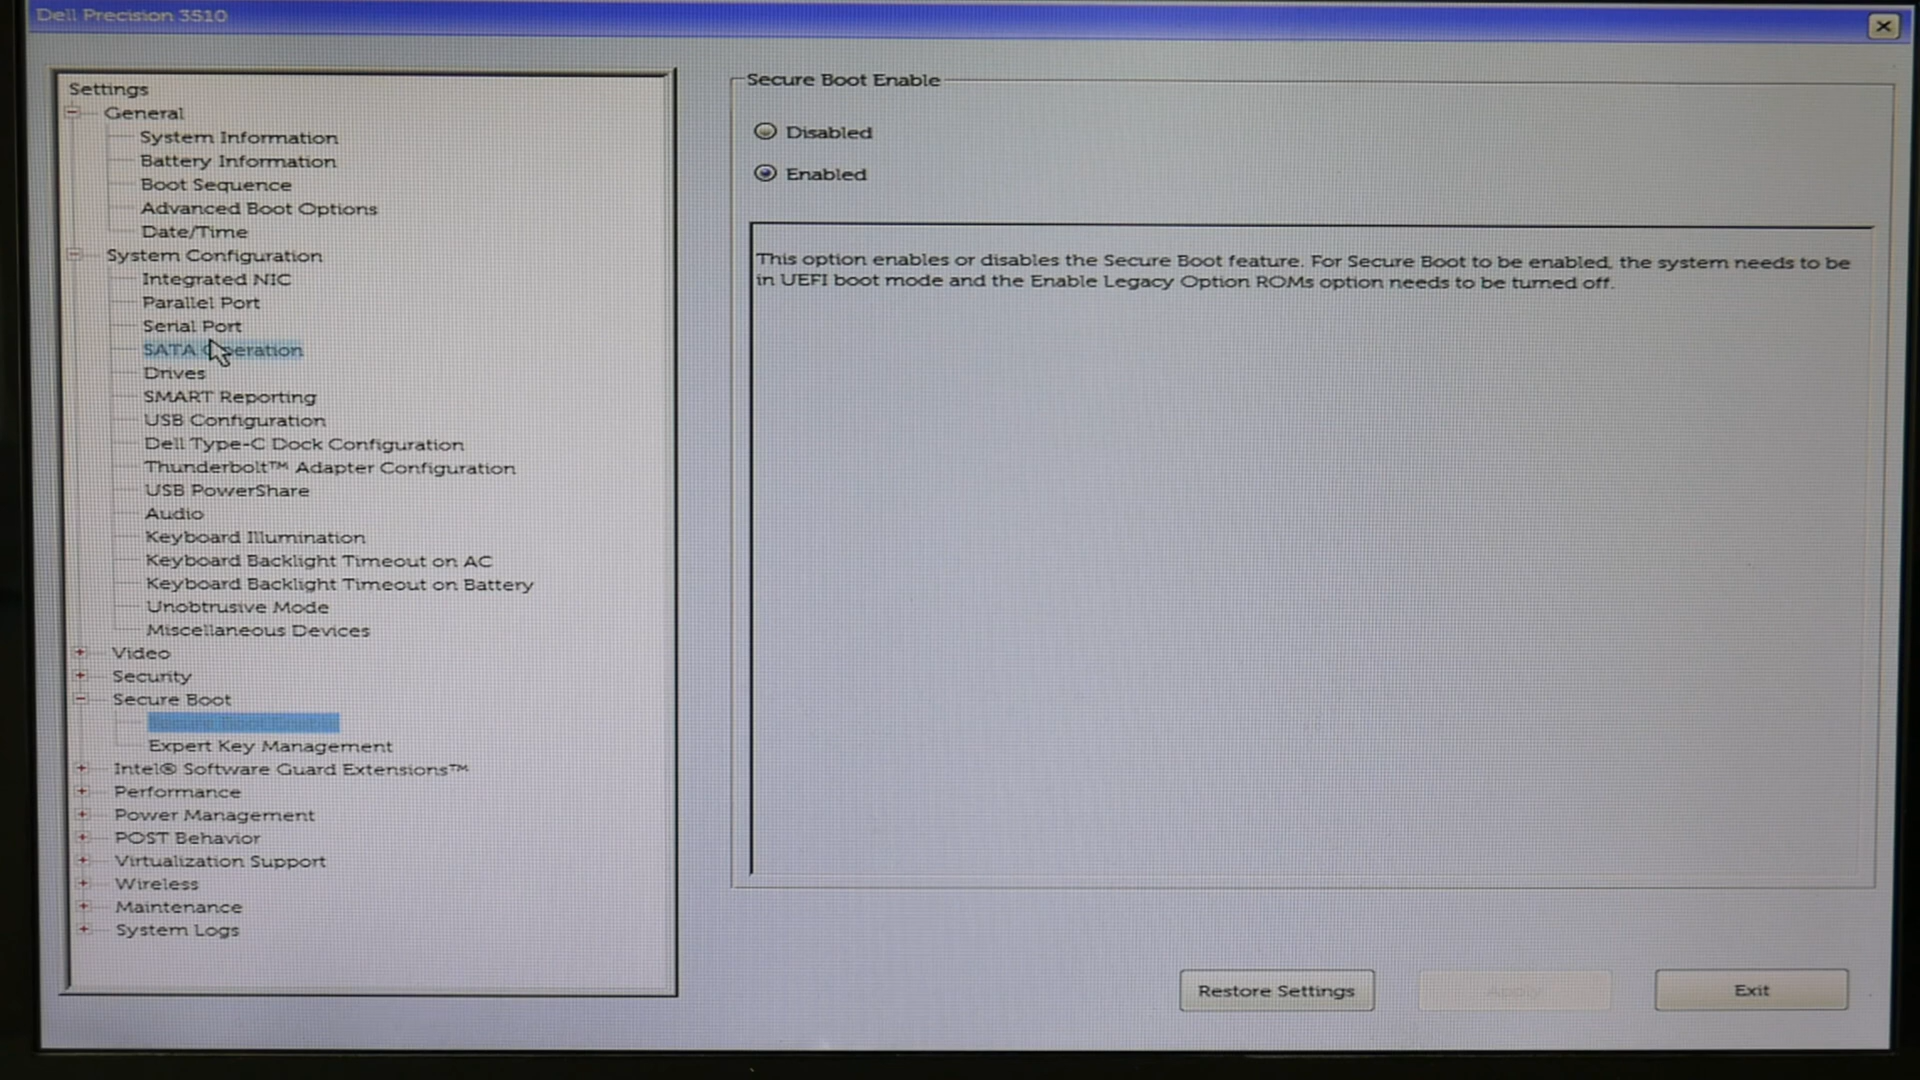 Dell Precision 3510
Settings
General
System Information
Battery Information
Boot Sequence
Advanced Boot Options
Date/Time
System Configuration
Integrated NIC
Parallel Port
Serial Port
SATA Operation
Drives
SMART Reporting
USB Configuration
Dell Type-C Dock Configuration
Thunderbolt™ Adapter Configuration
USB PowerShare
Audio
Keyboard Illumination
Keyboard Backlight Timeout on AC
Keyboard Backlight Timeout on Battery
Unobtrusive Mode
Miscellaneous Devices
Video
Security
Secure Boot
Secure Boot Enable
Expert Key Management
Intel® Software Guard Extensions™
Performance
Power Management
POST Behavior
Virtualization Support
Wireless
Maintenance
System Logs
Secure Boot Enable
Disabled
Enabled
This option enables or disables the Secure Boot feature. For Secure Boot to be enabled, the system needs to be
in UEFI boot mode and the Enable Legacy Option ROMs option needs to be turned off.
Restore Settings
Apply
Exit